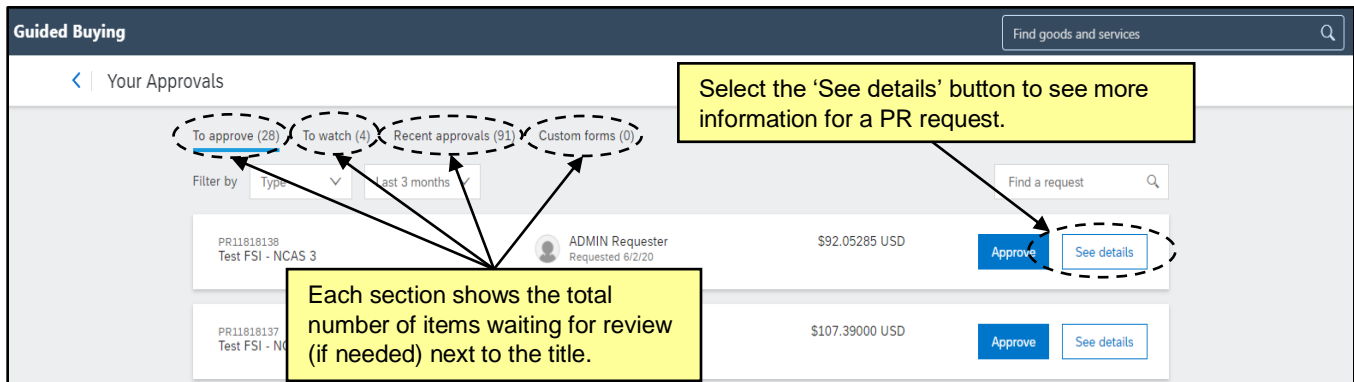 Guided Buying
Find goods and services
Your Approvals
Select the ‘See details’ button to see more
information for a PR request.
To approve (28)
To watch (4)
Recent approvals (91)
Custom forms (0)
Filter by
Type
Last 3 months
Find a request
PR11818138
Test FSI - NCAS 3
ADMIN Requester
Requested 6/2/20
$92.05285 USD
Approve
See details
Each section shows the total
number of items waiting for review
(if needed) next to the title.
PR11818137
Test FSI
$107.39000 USD
Approve
See details